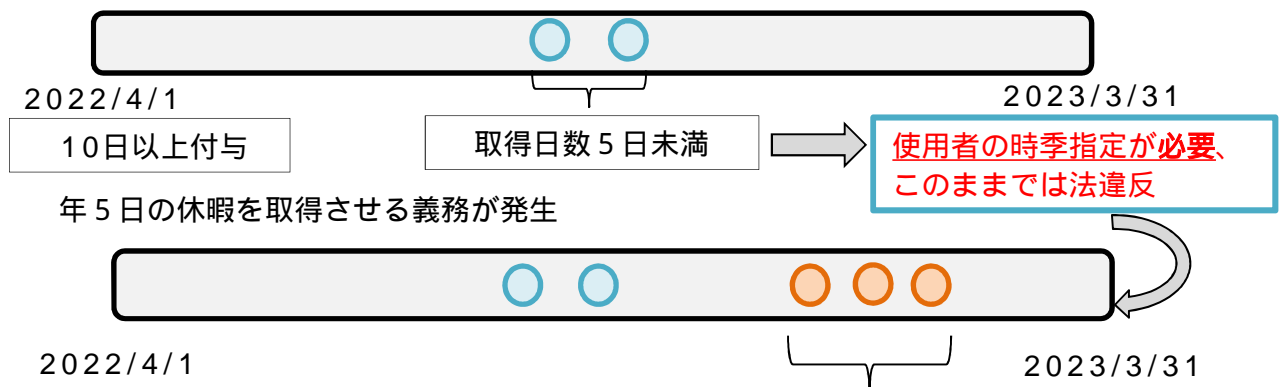 2022/4/1
2023/3/31
10日以上付与
取得日数5日未満
使用者の時季指定が必要、
このままでは法違反
年5日の休暇を取得させる義務が発生
2022/4/1
2023/3/31